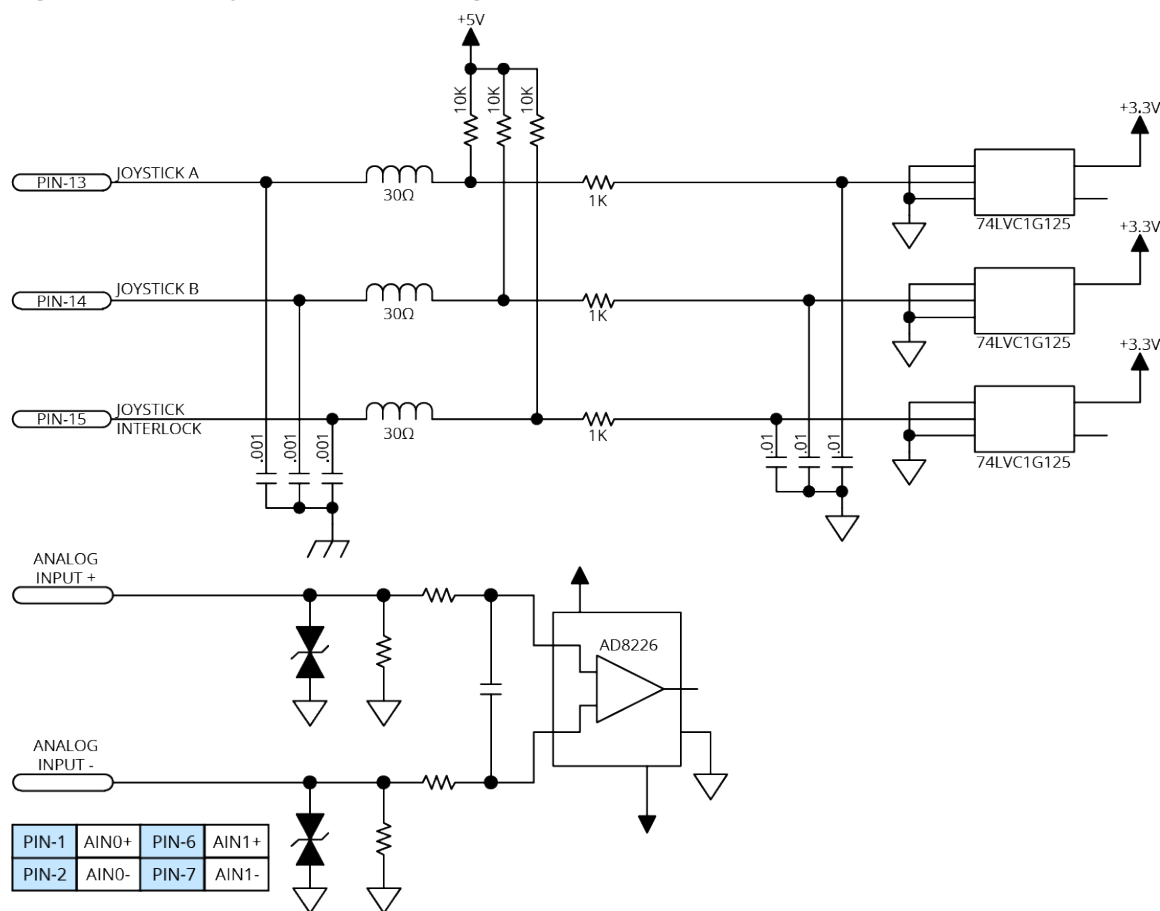 +5V
10K
10K
10K
+3.3V
PIN-13
JOYSTICK A
30Ω
1K
74LVC1G125
+3.3V
PIN-14
JOYSTICK B
30Ω
1K
74LVC1G125
+3.3V
PIN-15
JOYSTICK
INTERLOCK
30Ω
1K
74LVC1G125
.001
.001
.001
.01
.01
.01
ANALOG
INPUT +
AD8226
ANALOG
INPUT -
PIN-1 AIN0+ PIN-6 AIN1+
PIN-2 AIN0- PIN-7 AIN1-